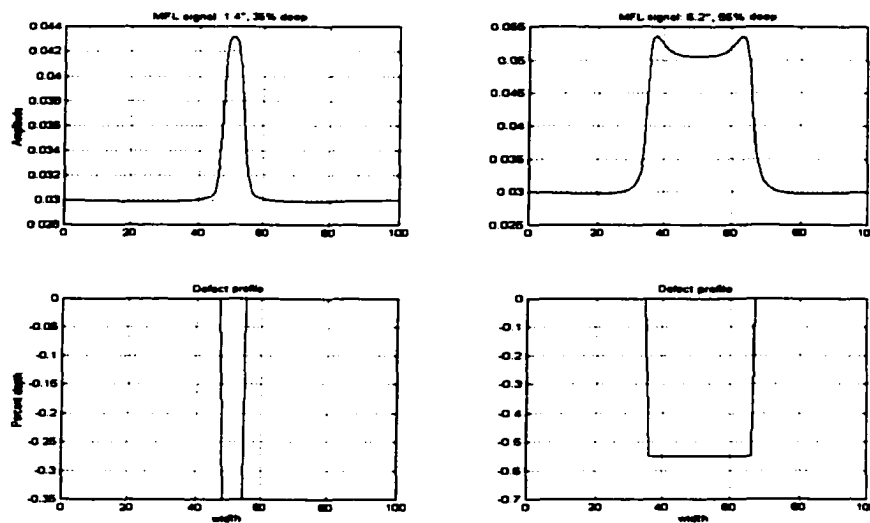 MFL signal: 1.4", 35% deep
0.044
0.042
0.04
0.038
0.036
0.034
0.032
0.03
0.028
Amplitude
0 20 40 60 80 100
MFL signal: 6.2", 55% deep
0.055
0.05
0.045
0.04
0.035
0.03
0.025
0 20 40 60 80 100
Defect profile
0
-0.05
-0.1
-0.15
-0.2
-0.25
-0.3
-0.35
Percent depth
0 20 40 60 80 100
width
Defect profile
0
-0.1
-0.2
-0.3
-0.4
-0.5
-0.6
-0.7
0 20 40 60 80 100
width